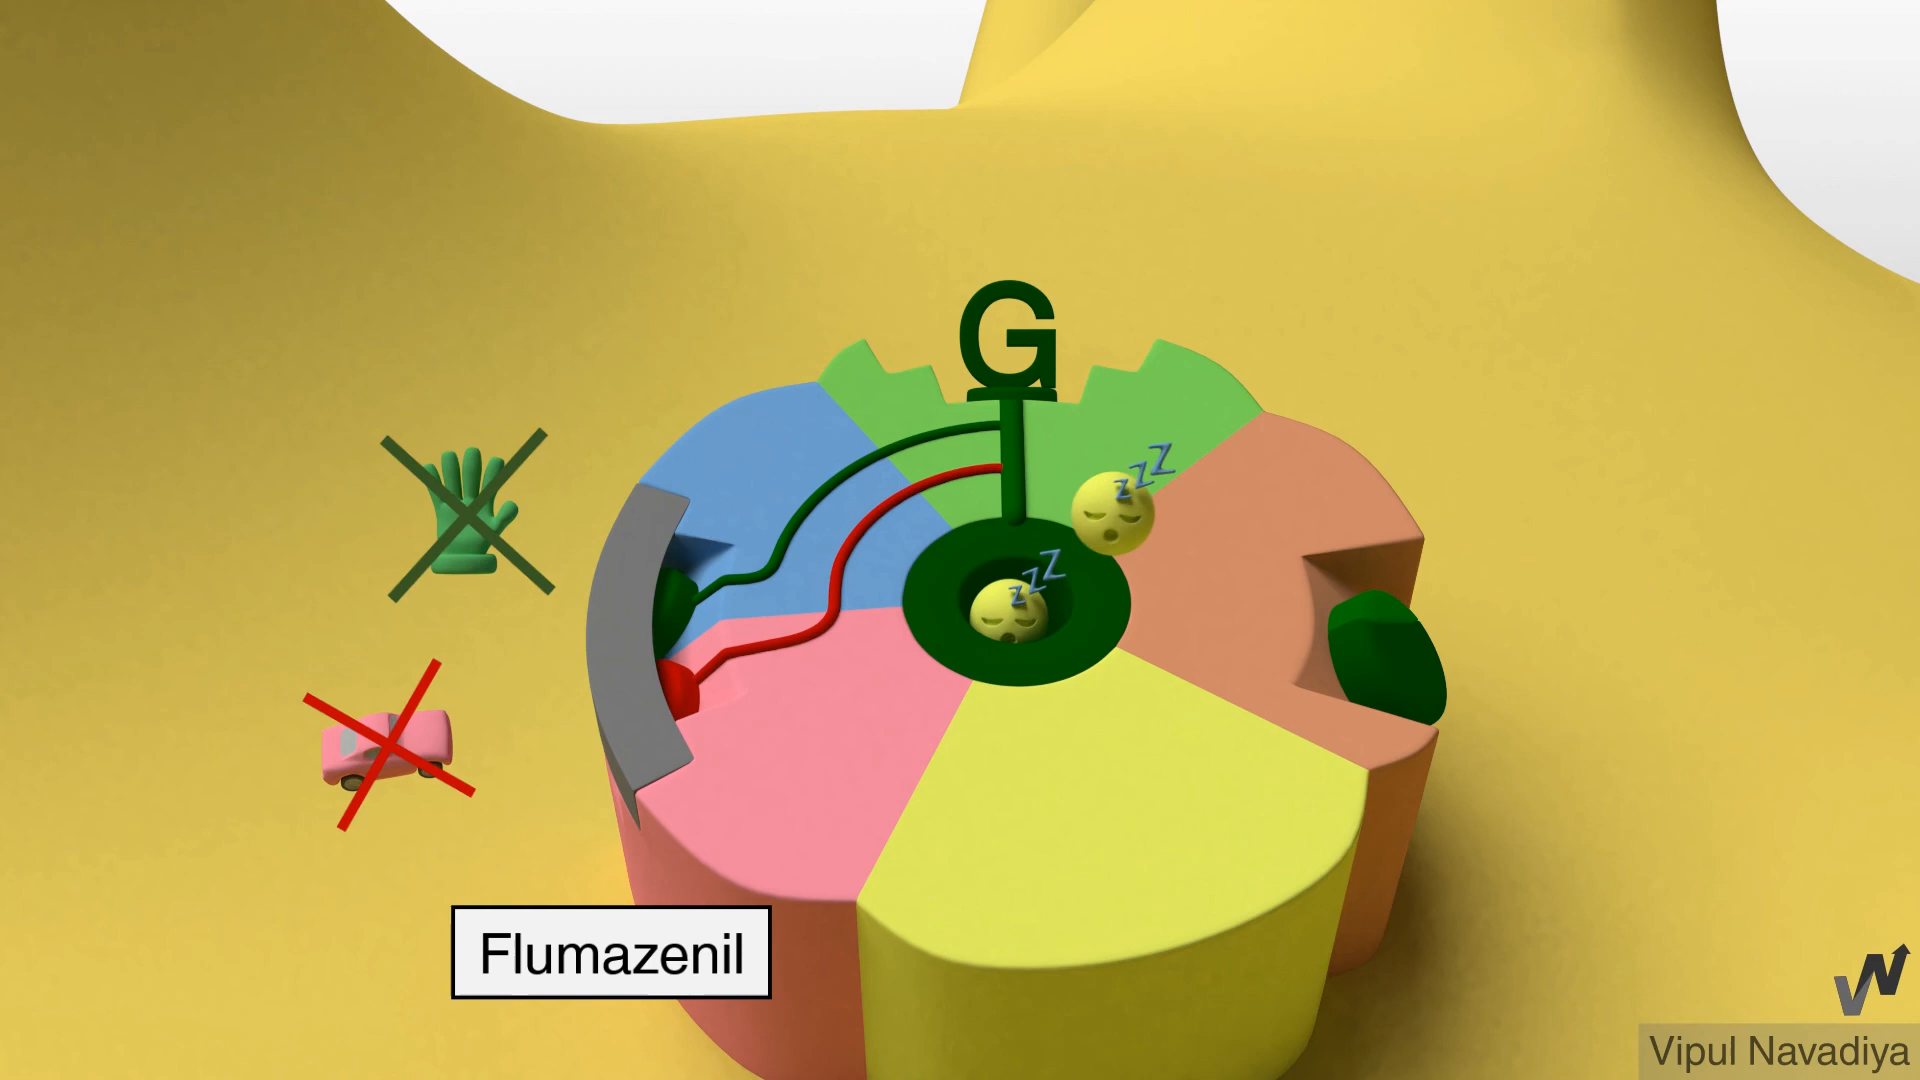 G
z z Z
z z Z
Flumazenil
Vipul Navadiya